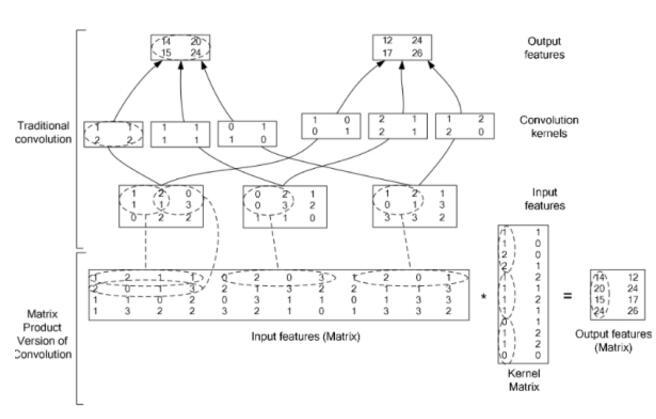 14 20
15 24
12 24
17 26
Output
features
Traditional
convolution
1 1
2 2
1 1
1 1
0 1
1 0
1 0
0 1
2 1
2 1
1 2
2 0
Convolution
kernels
1 2 0
1 1 3
0 2 2
0 2 1
0 3 2
1 1 0
1 2 1
0 1 3
3 3 2
Input
features
Matrix
Product
Version of
Convolution
1 2 1 1 0 2 0 3 1 2 0 1
2 0 1 3 2 1 3 2 2 1 1 3
1 1 0 2 0 3 1 1 0 1 3 3
1 3 2 2 3 2 1 0 1 3 3 2
Input features (Matrix)
*
1 1
1 0
2 0
2 1
1 2
1 1
1 2
1 1
0 1
1 2
1 2
0 0
Kernel
Matrix
=
14 12
20 24
15 17
24 26
Output features
(Matrix)